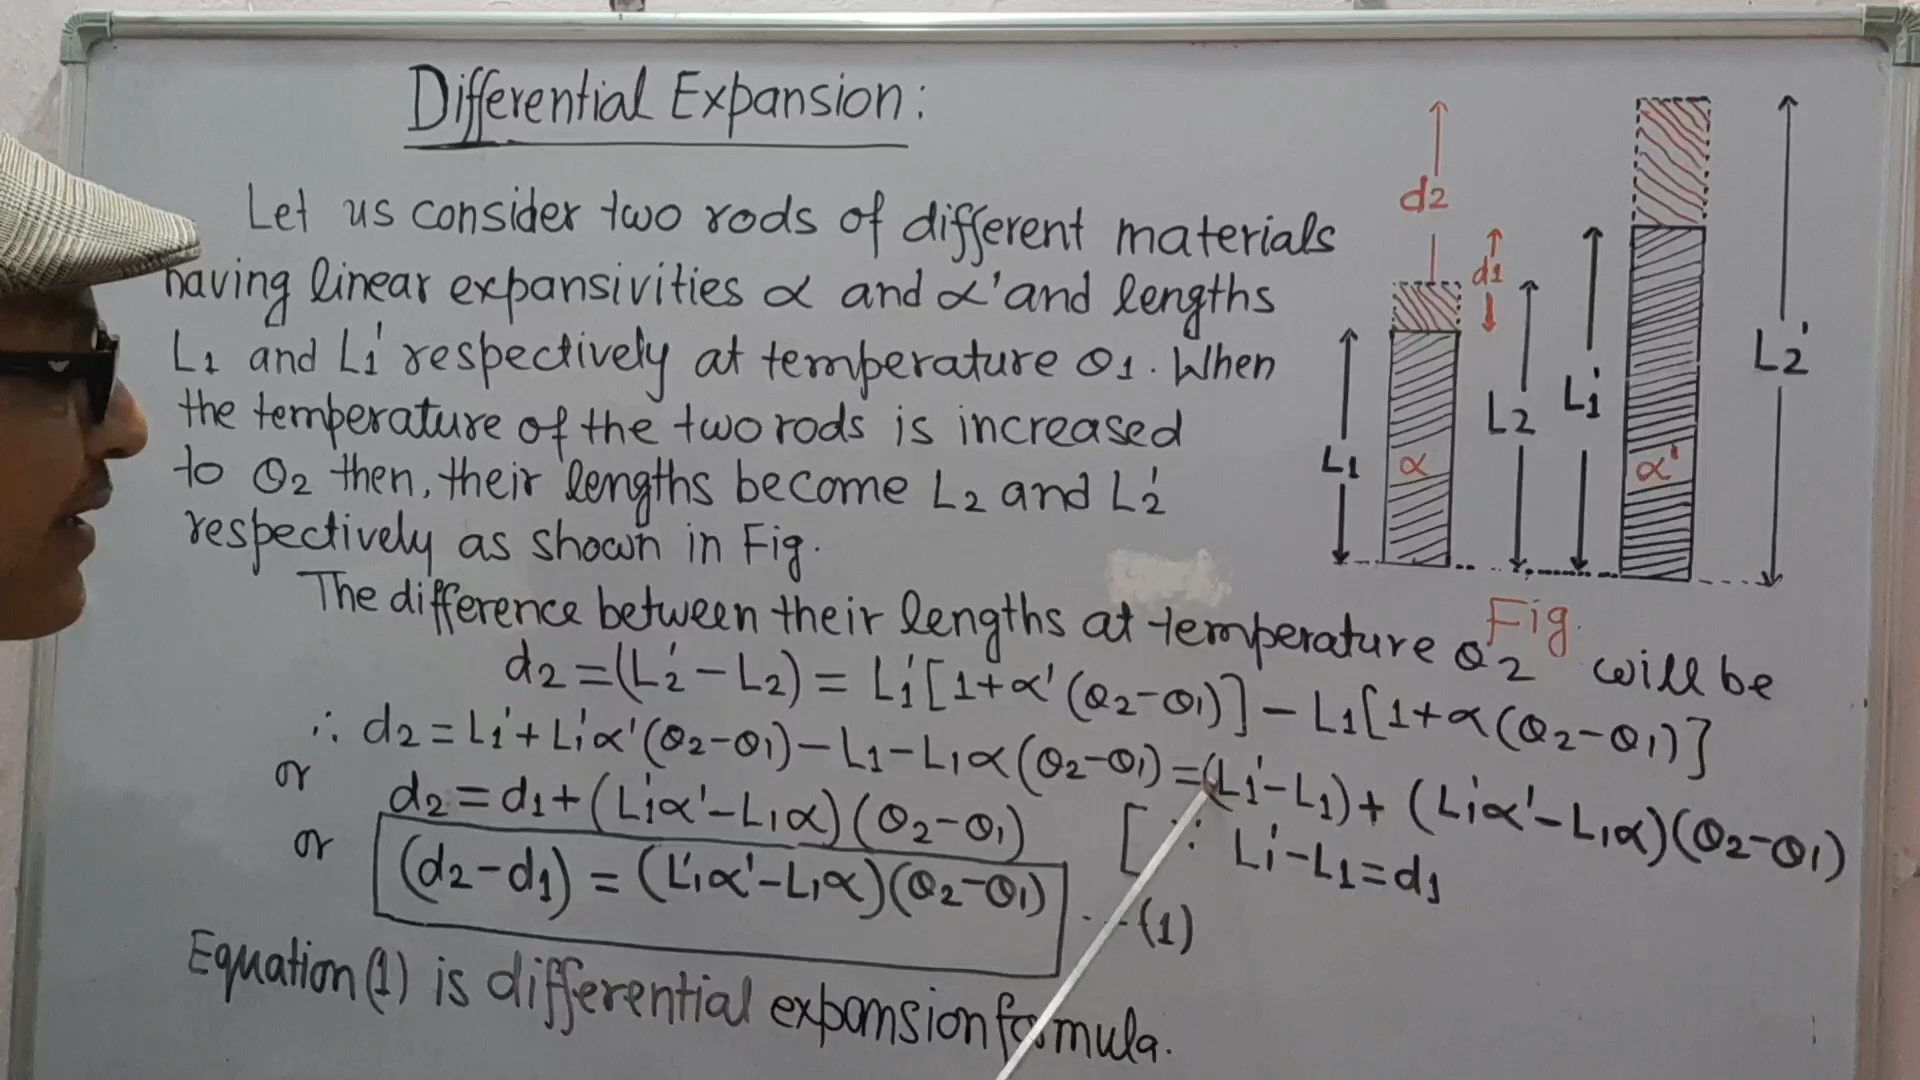 Differential Expansion:
Let us consider two rods of different materials
having linear expansivities α and α' and lengths
L1 and L1' respectively at temperature θ1. When
the temperature of the two rods is increased
to θ2 then, their lengths become L2 and L2'
respectively as shown in Fig.
The difference between their lengths at temperature θ2 will be
d2 = (L2' - L2) = L1' [1+α' (θ2-θ1)] - L1 [1+α (θ2-θ1)]
∴ d2 = L1' + L1'α' (θ2-θ1) - L1 - L1α (θ2-θ1) = (L1' - L1) + (L1'α' - L1α) (θ2-θ1)
or d2 = d1 + (L1'α' - L1α) (θ2-θ1) [∵ L1' - L1 = d1
or (d2-d1) = (L1'α' - L1α) (θ2-θ1) ---(1)
Equation (1) is differential expansion formula.
d2
d1
L1
α
L2
L1'
α'
L2'
Fig.